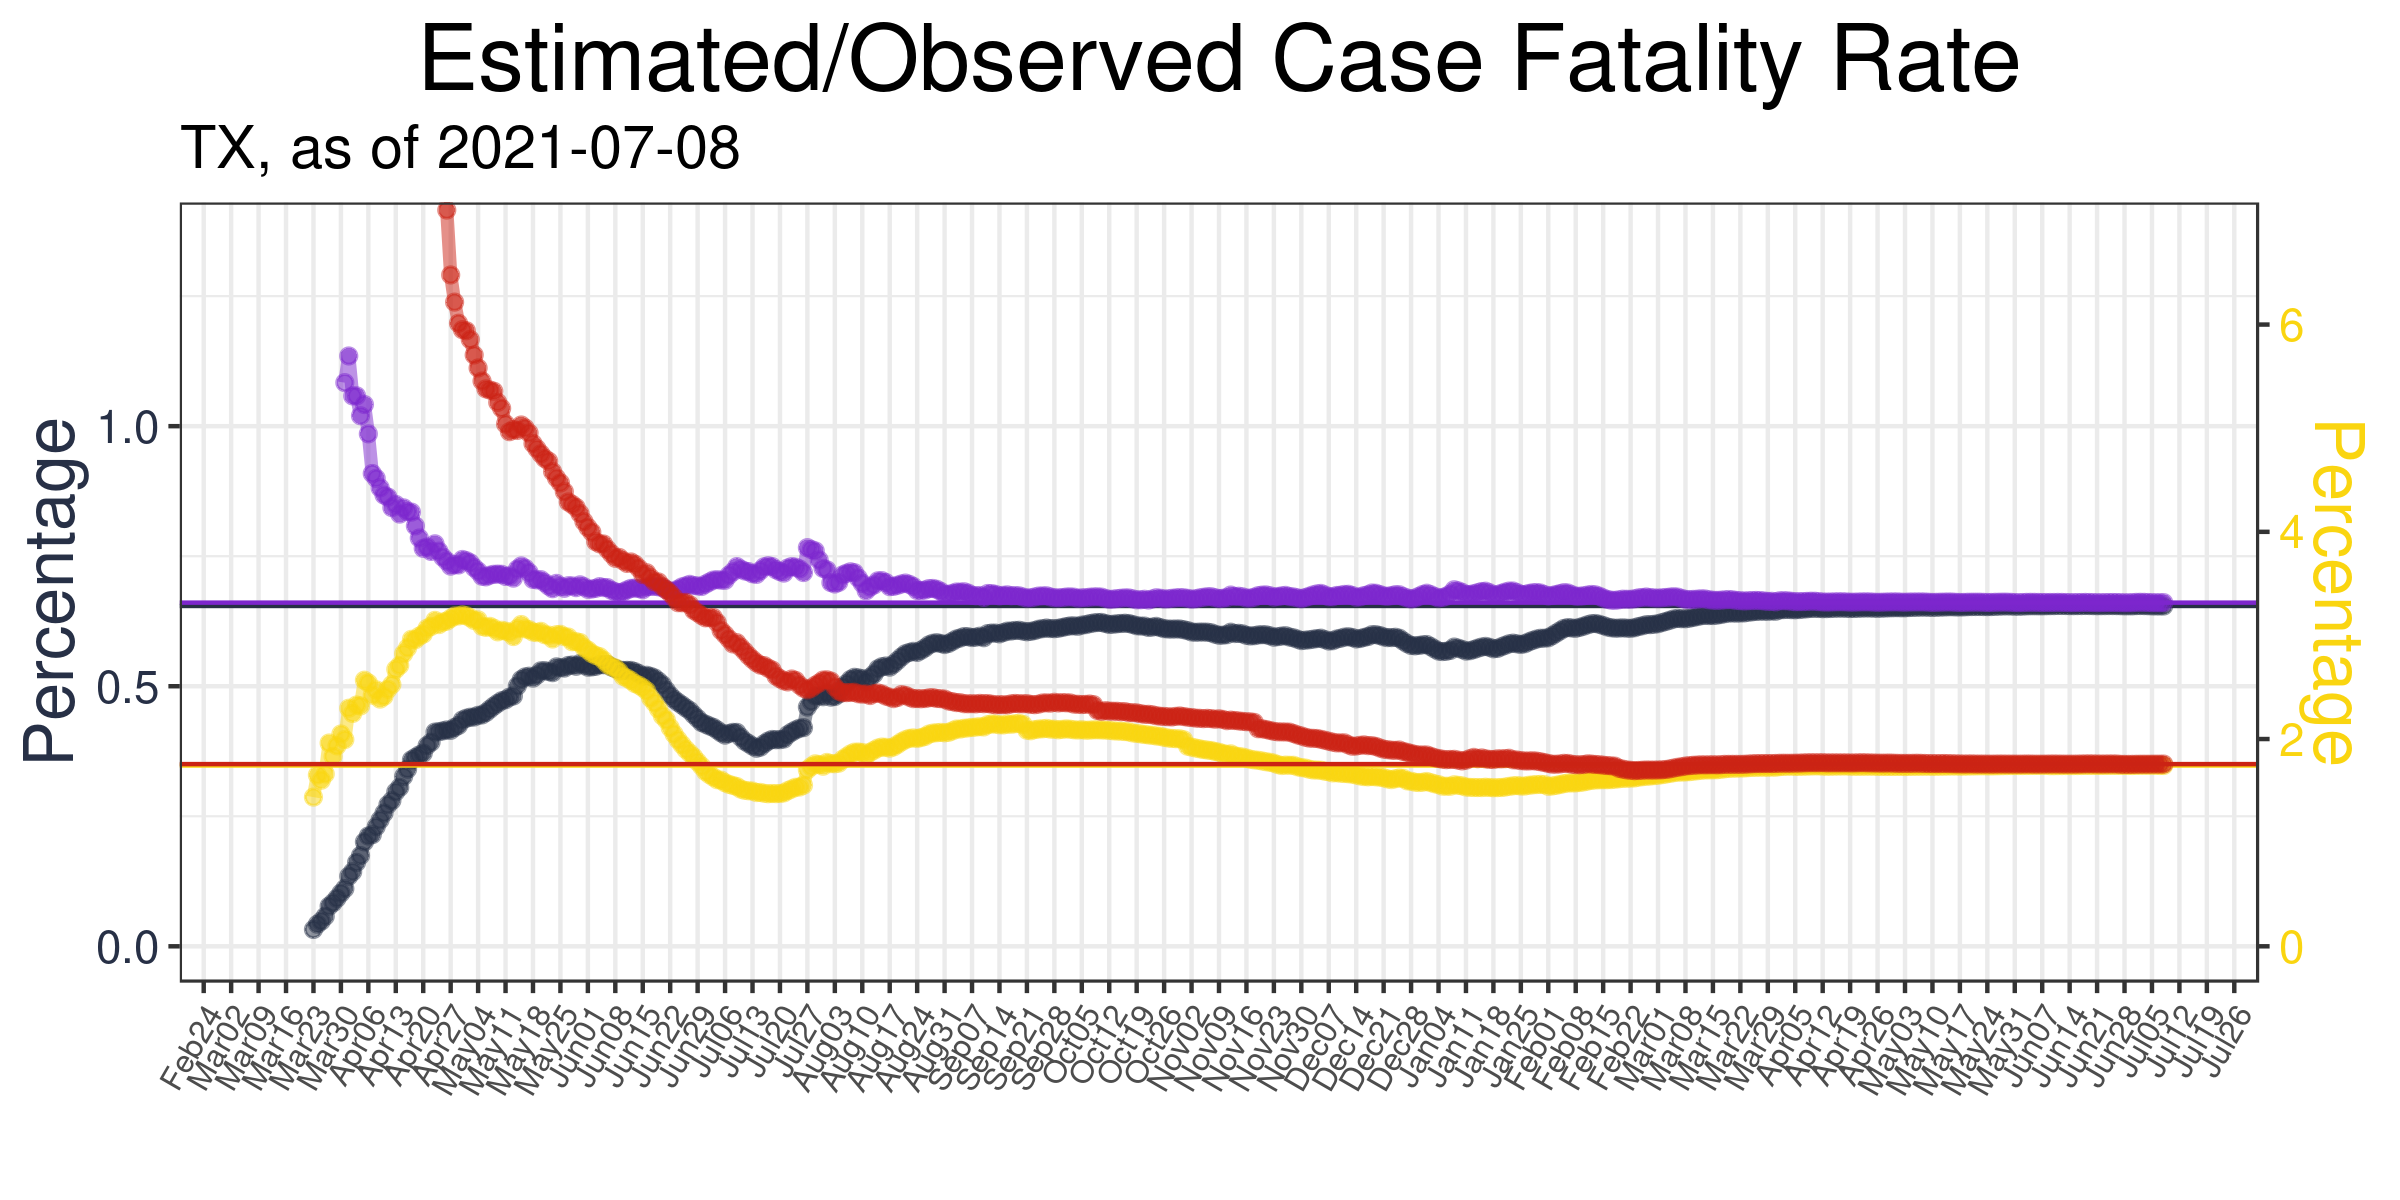 Estimated/Observed Case Fatality Rate
TX, as of 2021-07-08
Percentage
1.0
0.5
0.0
6
4
2
0
Percentage
Feb24
Mar02
Mar09
Mar16
Mar23
Mar30
Apr06
Apr13
Apr20
Apr27
May04
May11
May18
May25
Jun01
Jun08
Jun15
Jun22
Jun29
Jul06
Jul13
Jul20
Jul27
Aug03
Aug10
Aug17
Aug24
Aug31
Sep07
Sep14
Sep21
Sep28
Oct05
Oct12
Oct19
Oct26
Nov02
Nov09
Nov16
Nov23
Nov30
Dec07
Dec14
Dec21
Dec28
Jan04
Jan11
Jan18
Jan25
Feb01
Feb08
Feb15
Feb22
Mar01
Mar08
Mar15
Mar22
Mar29
Apr05
Apr12
Apr19
Apr26
May03
May10
May17
May24
May31
Jun07
Jun14
Jun21
Jun28
Jul05
Jul12
Jul19
Jul26